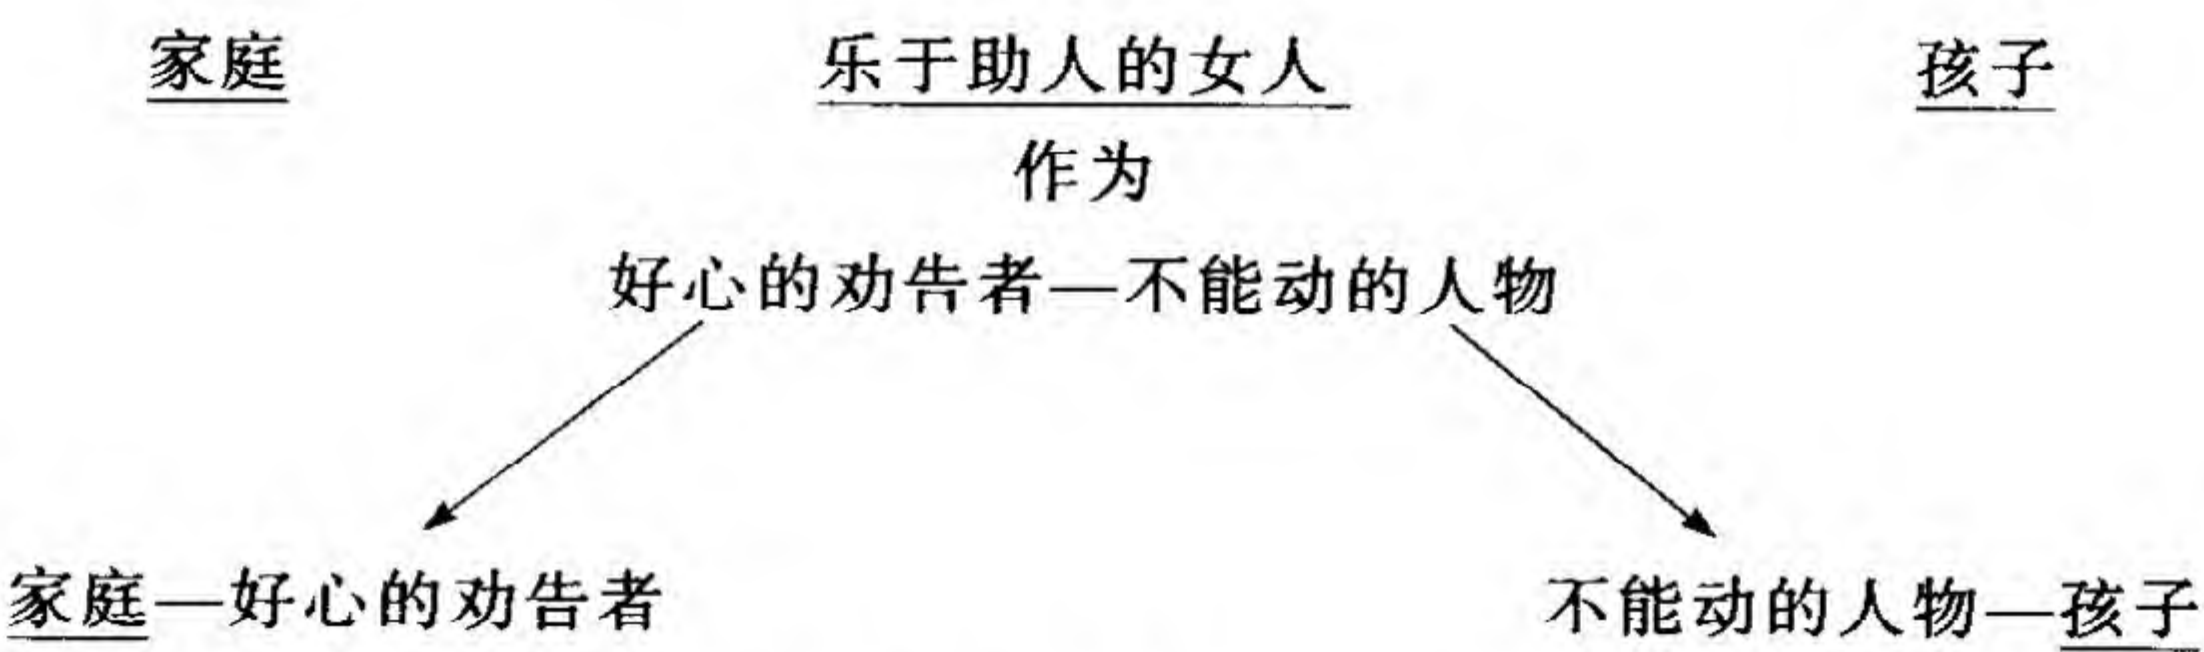 家庭 乐于助人的女人 孩子
作为
好心的劝告者—不能动的人物
家庭—好心的劝告者 不能动的人物—孩子